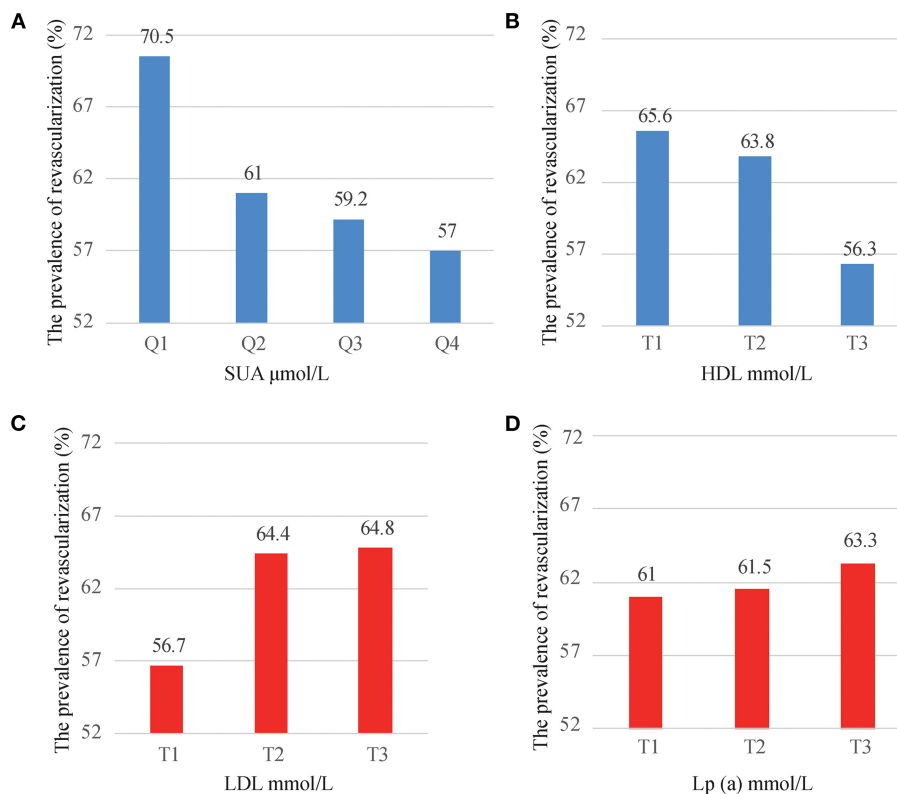 A
The prevalence of revascularization (%)
72
67
62
57
52
70.5
61
59.2
57
Q1 Q2 Q3 Q4
SUA μmol/L
B
The prevalence of revascularization (%)
72
67
62
57
52
65.6
63.8
56.3
T1 T2 T3
HDL mmol/L
C
The prevalence of revascularization (%)
72
67
62
57
52
56.7
64.4
64.8
T1 T2 T3
LDL mmol/L
D
The prevalence of revascularization (%)
72
67
62
57
52
61
61.5
63.3
T1 T2 T3
Lp (a) mmol/L